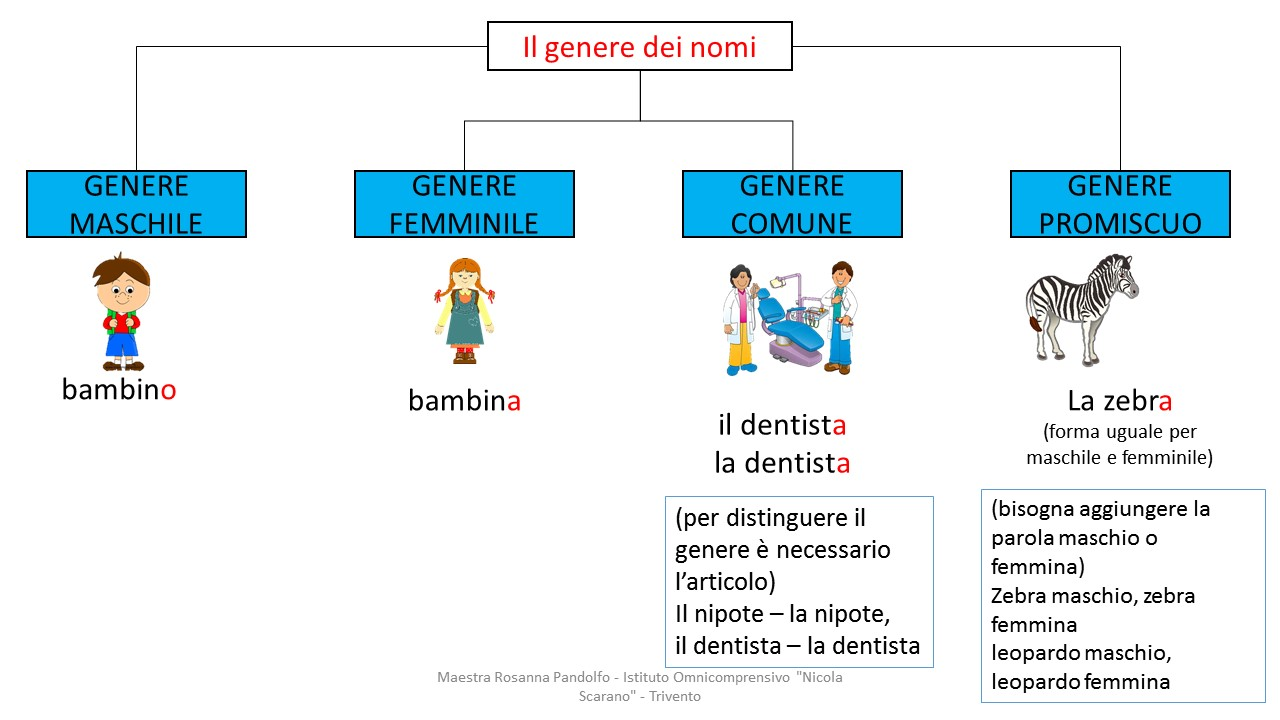 Il genere dei nomi
GENERE
MASCHILE
GENERE
FEMMINILE
GENERE
COMUNE
GENERE
PROMISCUO
bambino
bambina
il dentista
la dentista
(per distinguere il
genere è necessario
l’articolo)
Il nipote – la nipote,
il dentista – la dentista
La zebra
(forma uguale per
maschile e femminile)
(bisogna aggiungere la
parola maschio o
femmina)
Zebra maschio, zebra
femmina
leopardo maschio,
leopardo femmina
Maestra Rosanna Pandolfo - Istituto Omnicomprensivo "Nicola
Scarano" - Trivento